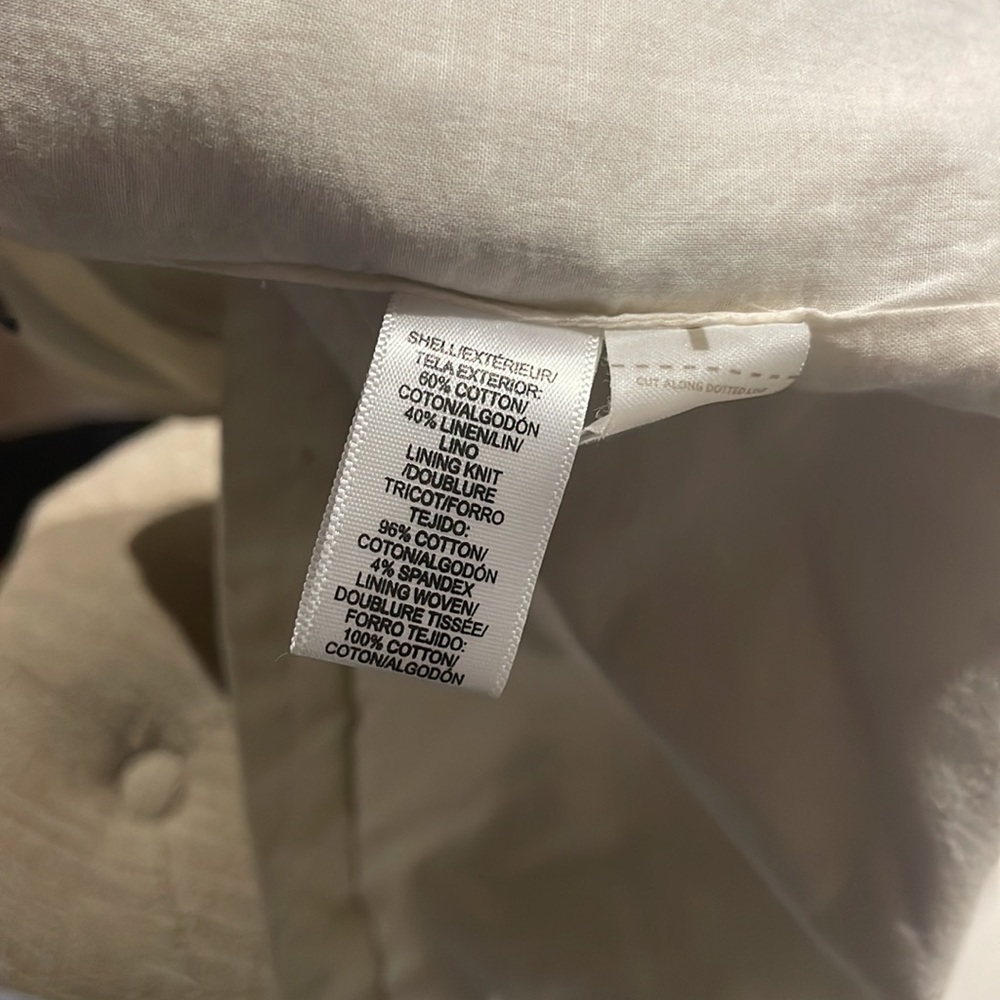 SHELL/EXTÉRIEUR/
TELA EXTERIOR:
60% COTTON/
COTON/ALGODÓN
40% LINEN/LIN/
LINO
LINING KNIT
/DOUBLURE
TRICOT/FORRO
TEJIDO:
96% COTTON/
COTON/ALGODÓN
4% SPANDEX
LINING WOVEN/
DOUBLURE TISSÉE/
FORRO TEJIDO:
100% COTTON/
COTON/ALGODÓN
CUT ALONG DOTTED LINE